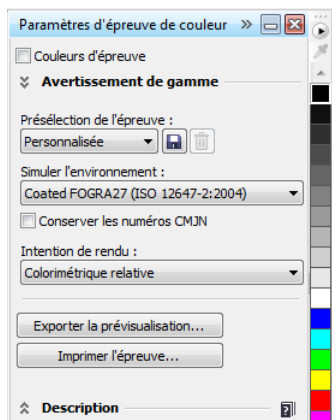 Paramètres d'épreuve de couleur
Couleurs d'épreuve
Avertissement de gamme
Présélection de l'épreuve :
Personnalisée
Simuler l'environnement :
Coated FOGRA27 (ISO 12647-2:2004)
Conserver les numéros CMJN
Intention de rendu :
Colorimétrique relative
Exporter la prévisualisation...
Imprimer l'épreuve...
Description